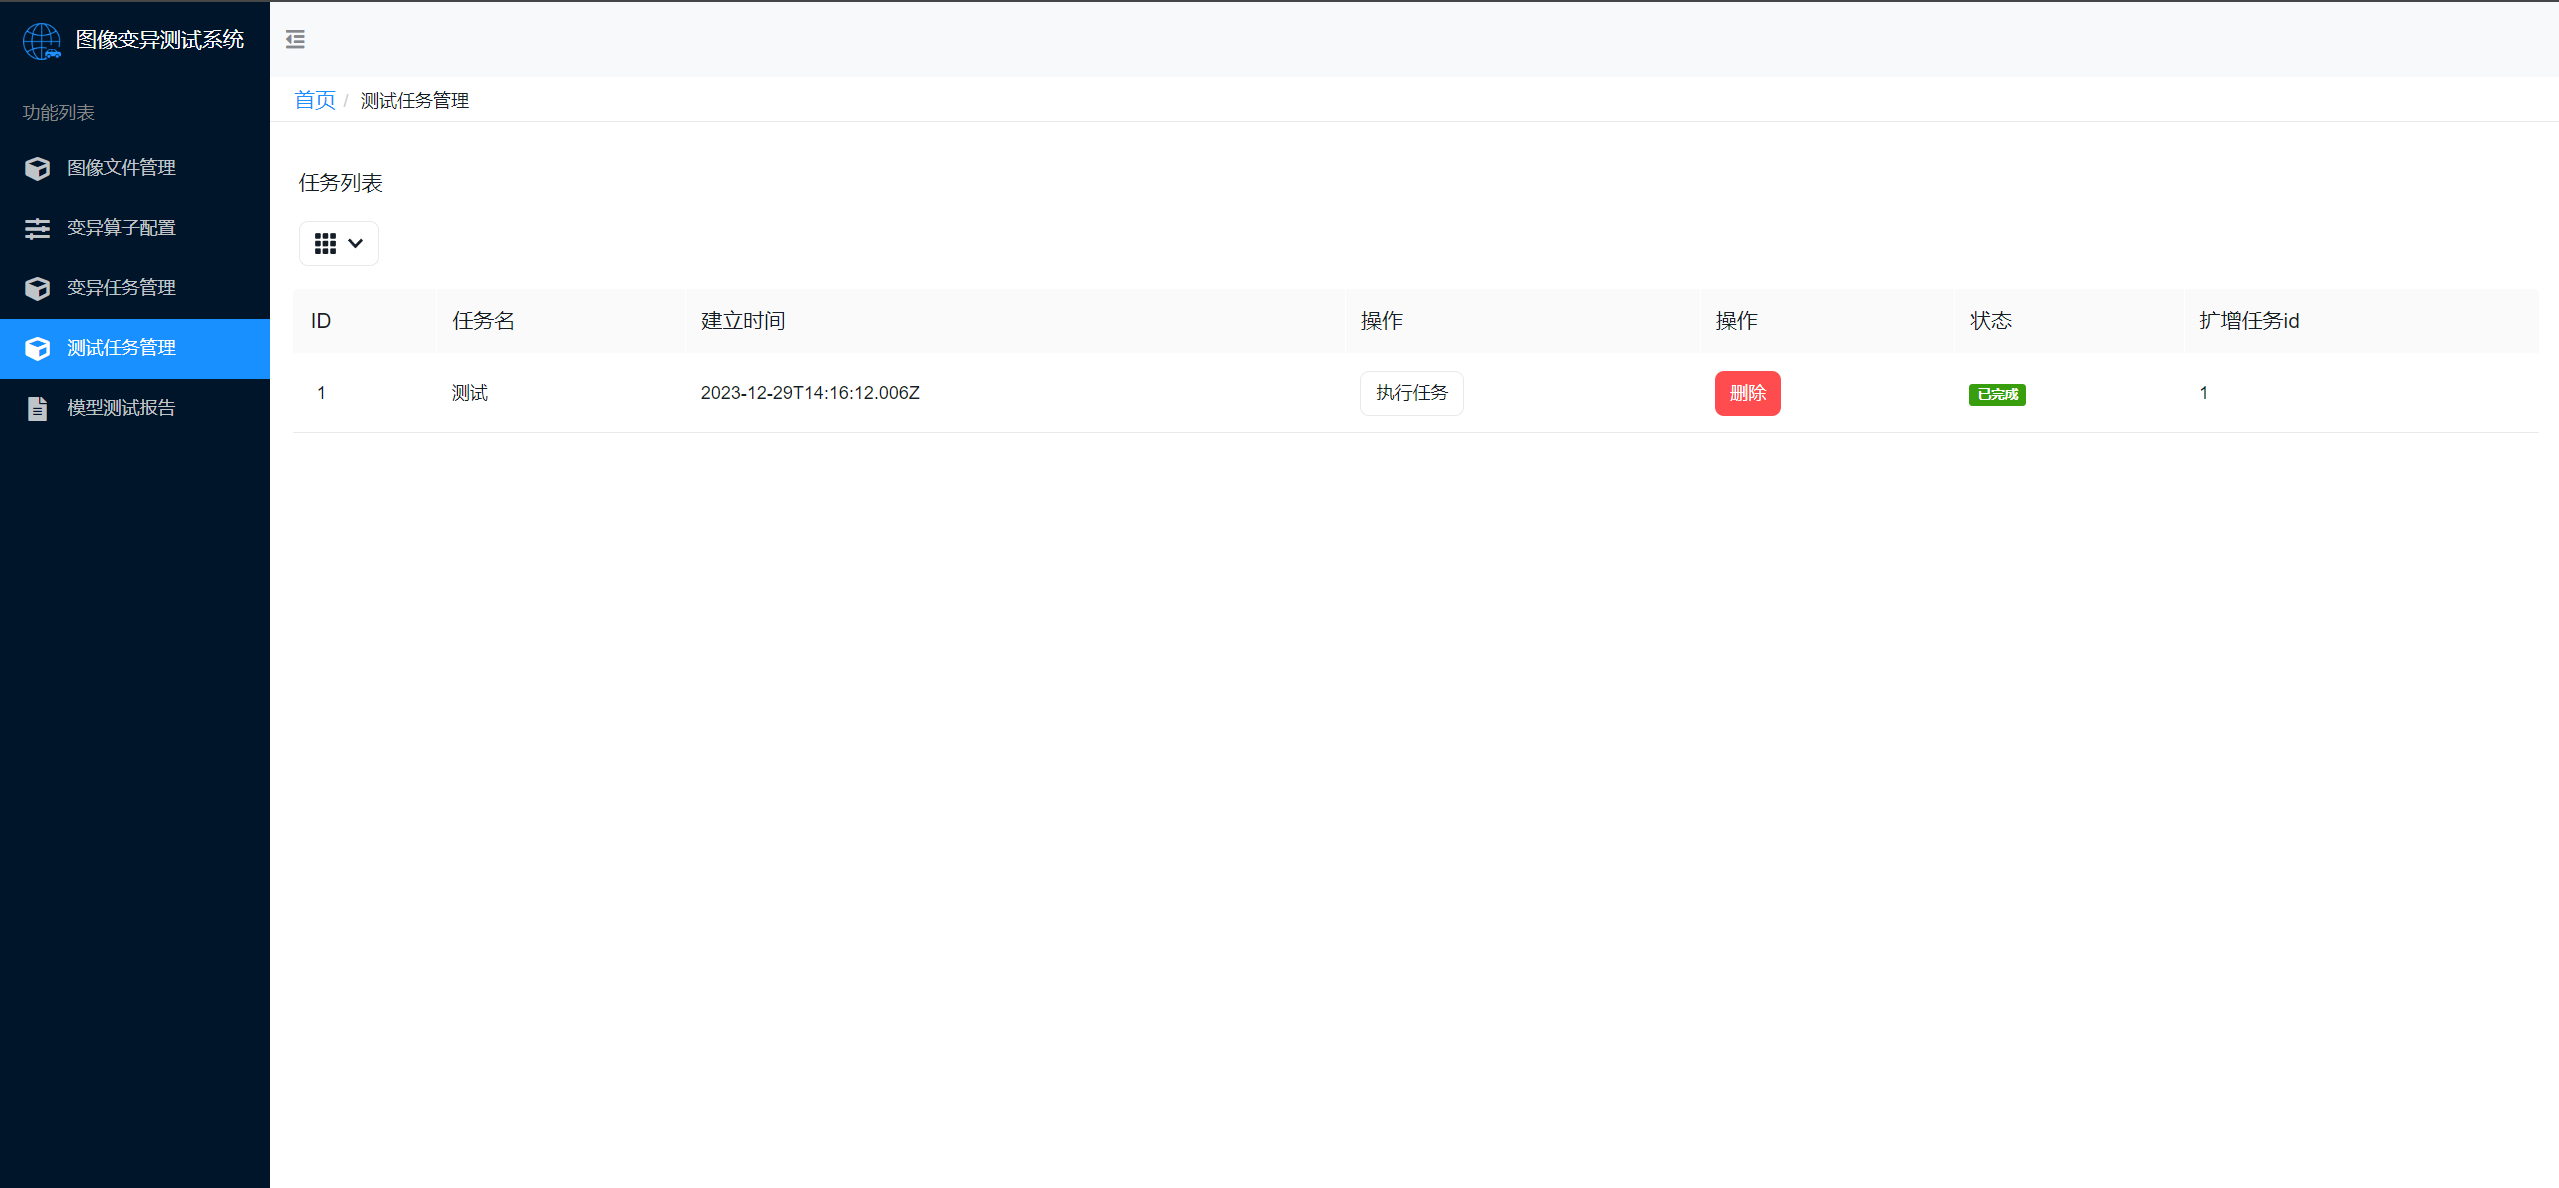 图像变异测试系统
功能列表
图像文件管理
变异算子配置
变异任务管理
测试任务管理
模型测试报告
首页 / 测试任务管理
任务列表
ID 任务名 建立时间 操作 操作 状态 扩增任务id
1 测试 2023-12-29T14:16:12.006Z 执行任务 删除 已完成 1